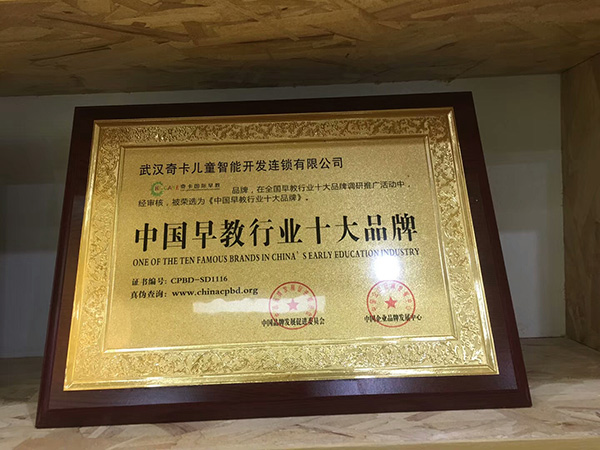 武汉奇卡儿童智能开发连锁有限公司
奇卡国际早教 品牌，在全国早教行业十大品牌调研推广活动中，
经审核，被荣选为《中国早教行业十大品牌》。
中国早教行业十大品牌
ONE OF THE TEN FAMOUS BRANDS IN CHINA'S EARLY EDUCATION INDUSTRY
证书编号: CPBD-SD1116
真伪查询: www.chinacpbd.org
中国品牌发展促进委员会 中国企业品牌发展中心